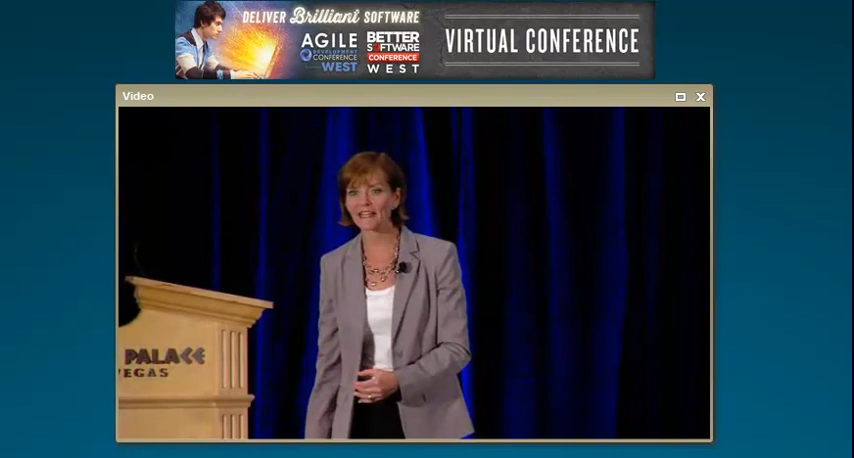 DELIVER Brilliant SOFTWARE
AGILE
DEVELOPMENT
CONFERENCE
WEST
BETTER
SOFTWARE
CONFERENCE
WEST
VIRTUAL CONFERENCE
Video
PALACE
VEGAS